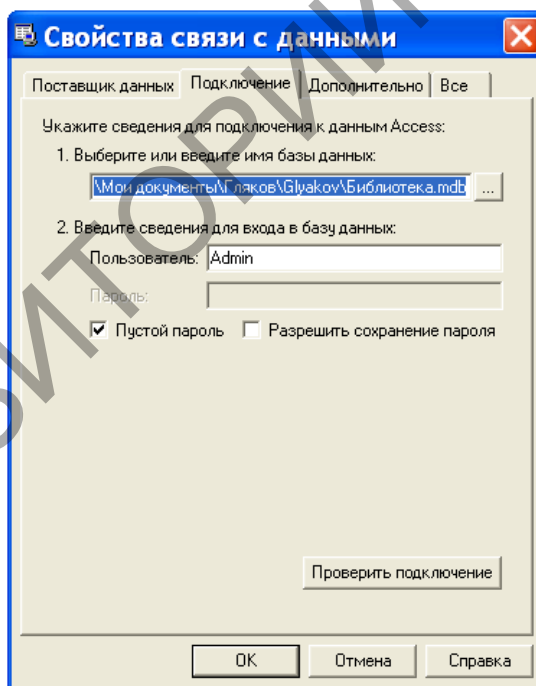 Свойства связи с данными
Поставщик данных Подключение Дополнительно Все
Укажите сведения для подключения к данным Access:
1. Выберите или введите имя базы данных:
\Мои документы\Гляков\Glyakov\Библиотека.mdb ...
2. Введите сведения для входа в базу данных:
Пользователь: Admin
Пароль:
Пустой пароль Разрешить сохранение пароля
Проверить подключение
ОК Отмена Справка